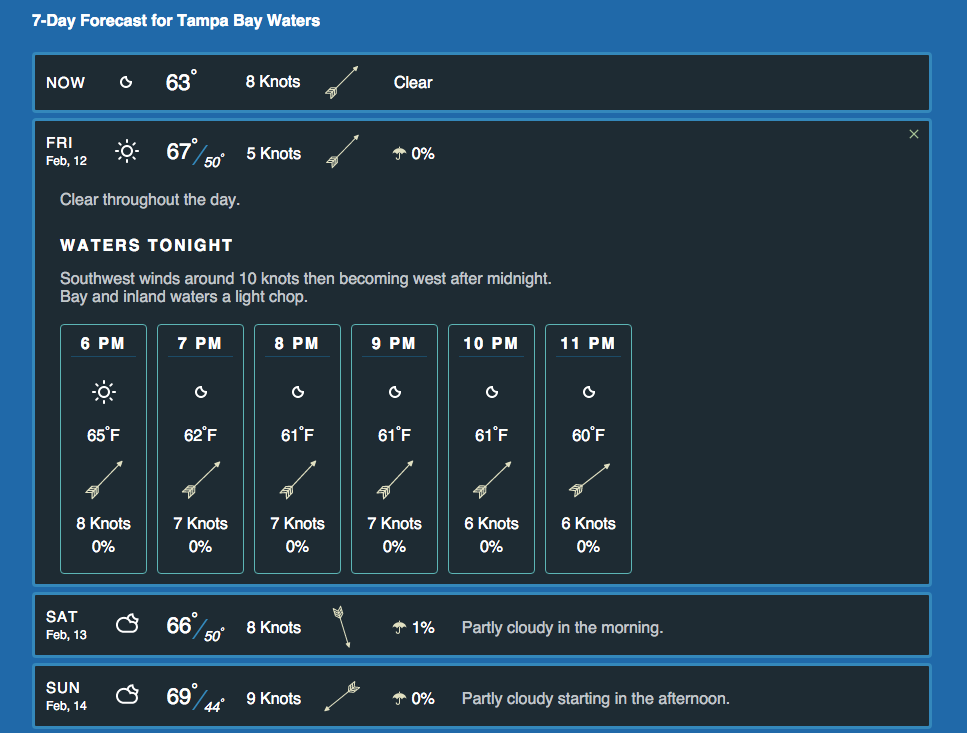 7-Day Forecast for Tampa Bay Waters
NOW 63° 8 Knots Clear
FRI
Feb, 12 67°/50° 5 Knots 0%
Clear throughout the day.
WATERS TONIGHT
Southwest winds around 10 knots then becoming west after midnight.
Bay and inland waters a light chop.
6 PM 7 PM 8 PM 9 PM 10 PM 11 PM
65°F 62°F 61°F 61°F 61°F 60°F
8 Knots 7 Knots 7 Knots 7 Knots 6 Knots 6 Knots
0% 0% 0% 0% 0% 0%
SAT
Feb, 13 66°/50° 8 Knots 1% Partly cloudy in the morning.
SUN
Feb, 14 69°/44° 9 Knots 0% Partly cloudy starting in the afternoon.